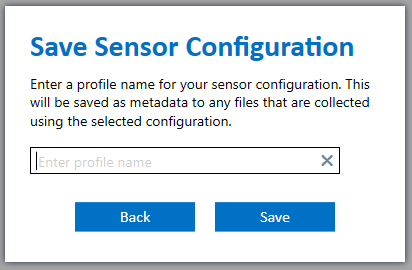 Save Sensor Configuration
Enter a profile name for your sensor configuration. This
will be saved as metadata to any files that are collected
using the selected configuration.
Enter profile name
Back
Save